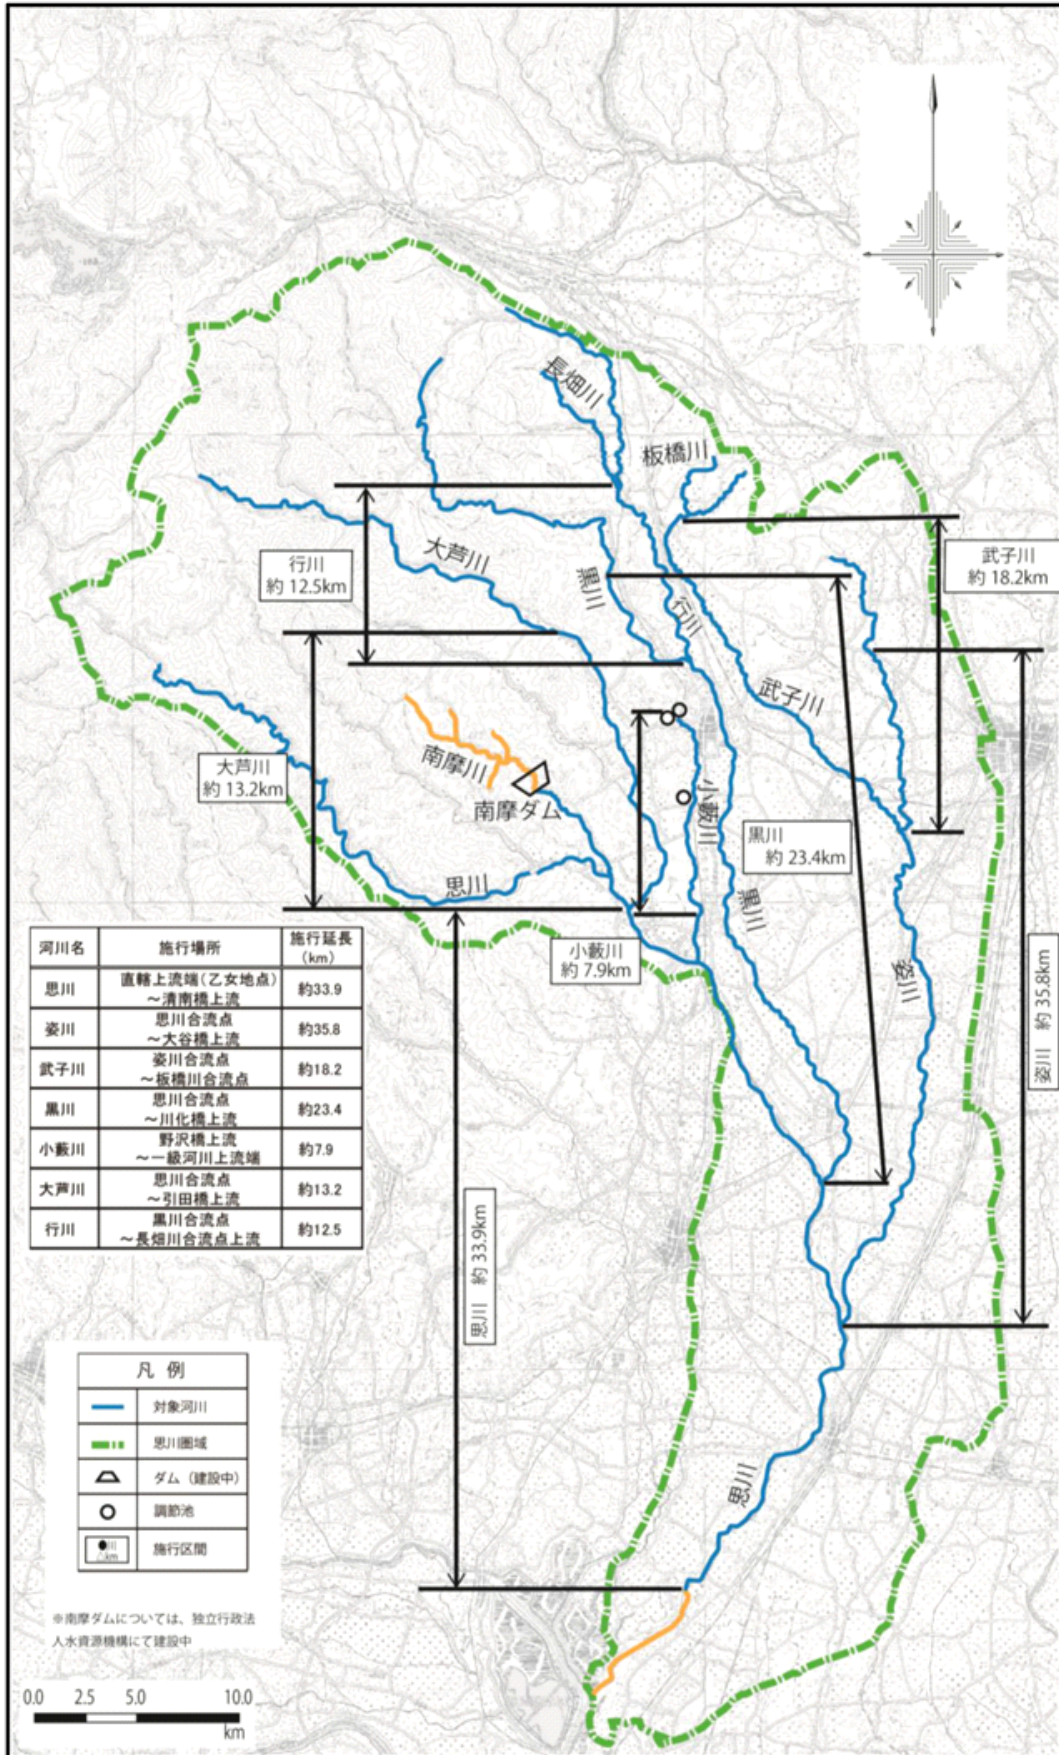 長畑川
板橋川
大芦川
黒川
行川
行川
約 12.5km
武子川
約 18.2km
武子川
南摩川
南摩ダム
大芦川
約 13.2km
小藪川
黒川
約 23.4km
思川
黒川
小藪川
約 7.9km
姿川
姿川 約 35.8km
思川 約 33.9km
思川
河川名 施行場所 施行延長
(km)
思川 直轄上流端(乙女地点)
～清南橋上流 約33.9
姿川 思川合流点
～大谷橋上流 約35.8
武子川 姿川合流点
～板橋川合流点 約18.2
黒川 思川合流点
～川化橋上流 約23.4
小藪川 野沢橋上流
～一級河川上流端 約7.9
大芦川 思川合流点
～引田橋上流 約13.2
行川 黒川合流点
～長畑川合流点上流 約12.5
凡 例
対象河川
思川圏域
ダム（建設中）
調節池
●川
△km
施行区間
※南摩ダムについては、独立行政法
人水資源機構にて建設中
0.0 2.5 5.0 10.0
km